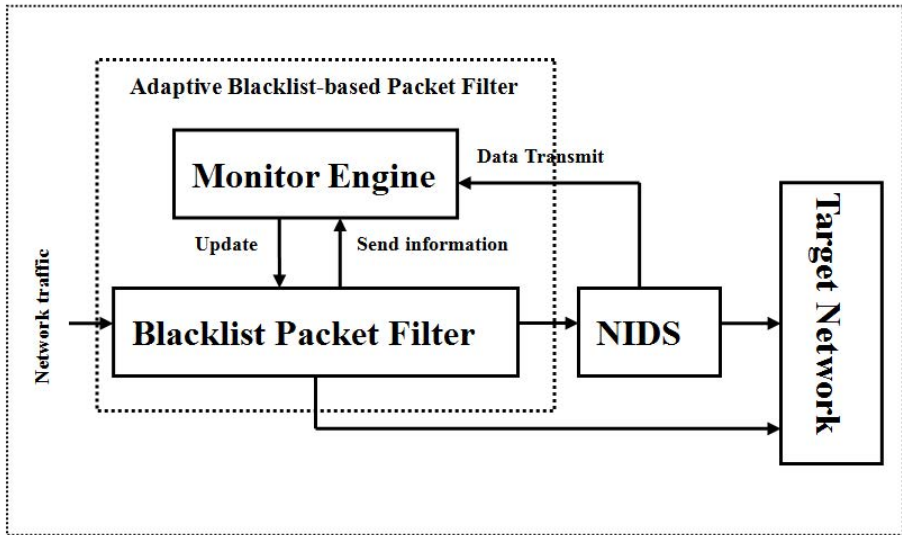 Adaptive Blacklist-based Packet Filter
Monitor Engine
Data Transmit
Update
Send information
Network traffic
Blacklist Packet Filter
NIDS
Target Network